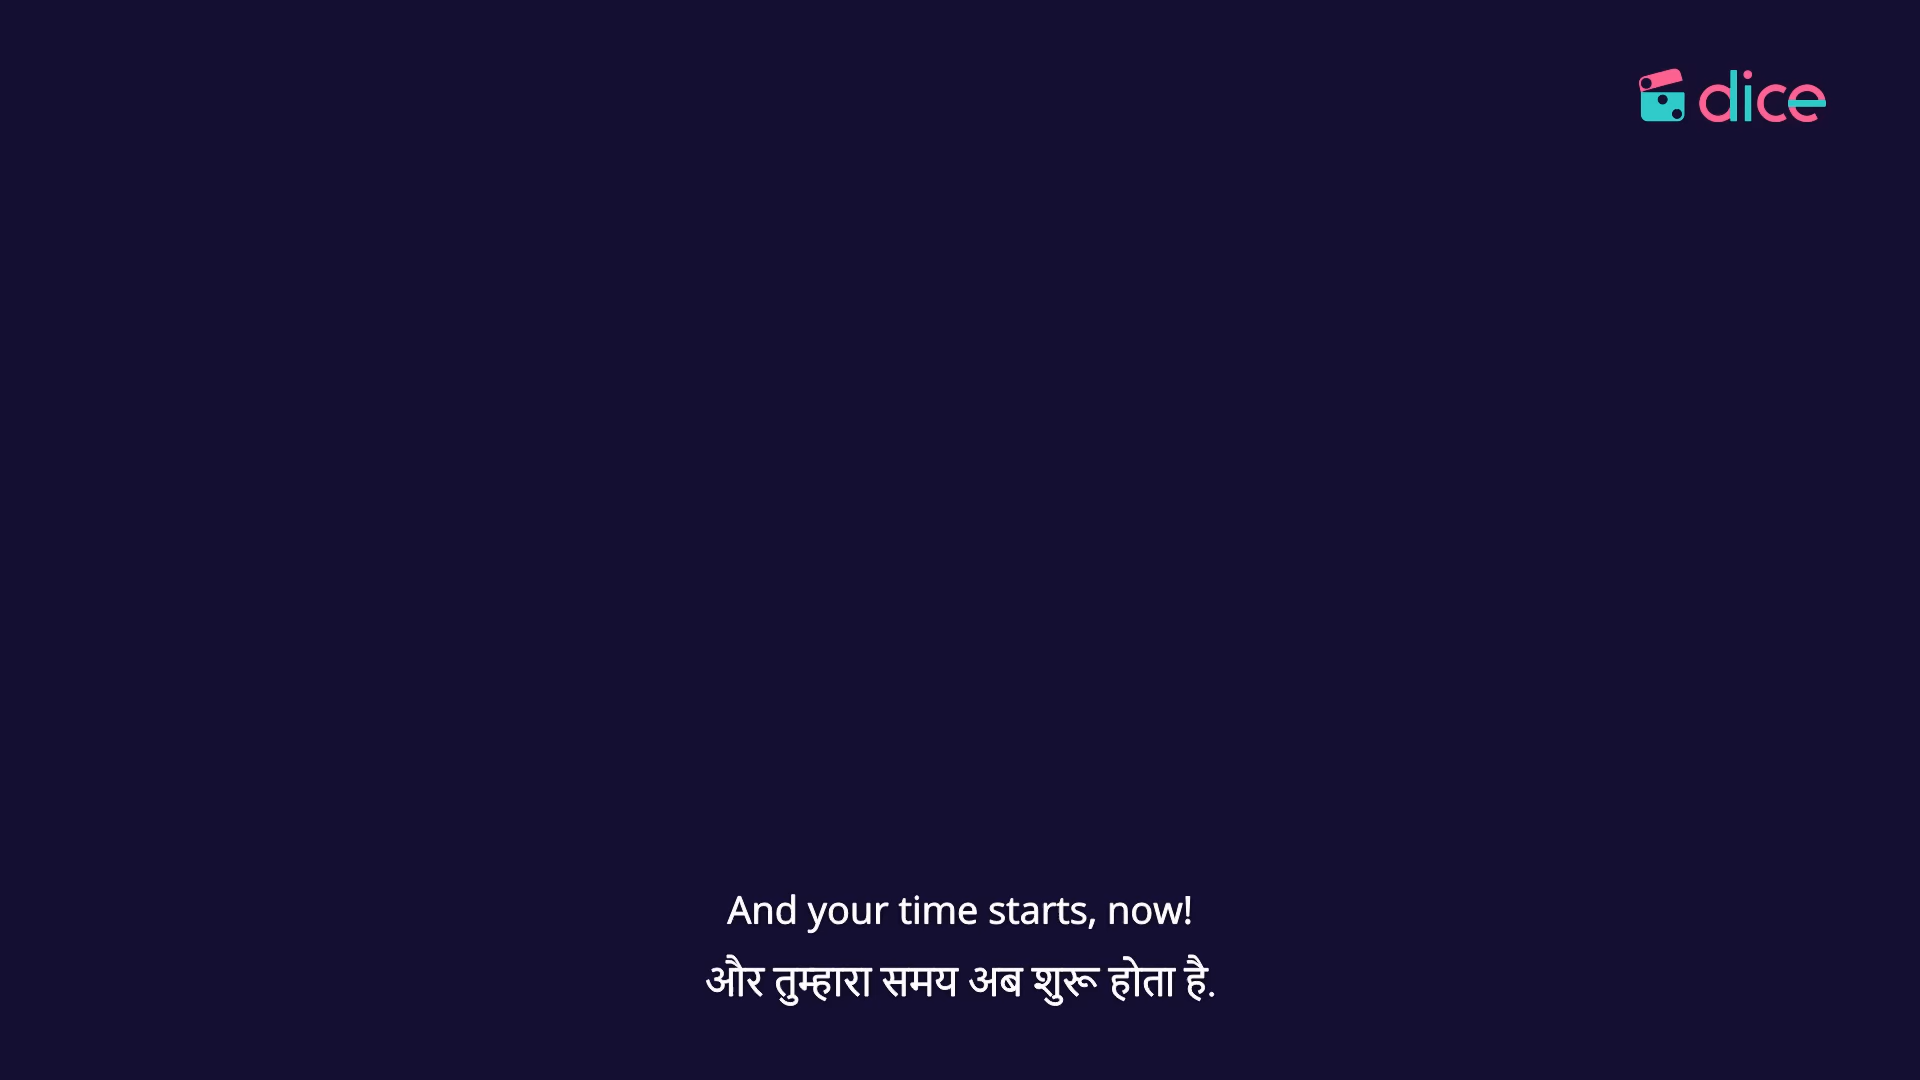 dice
And your time starts, now!
और तुम्हारा समय अब शुरू होता है.